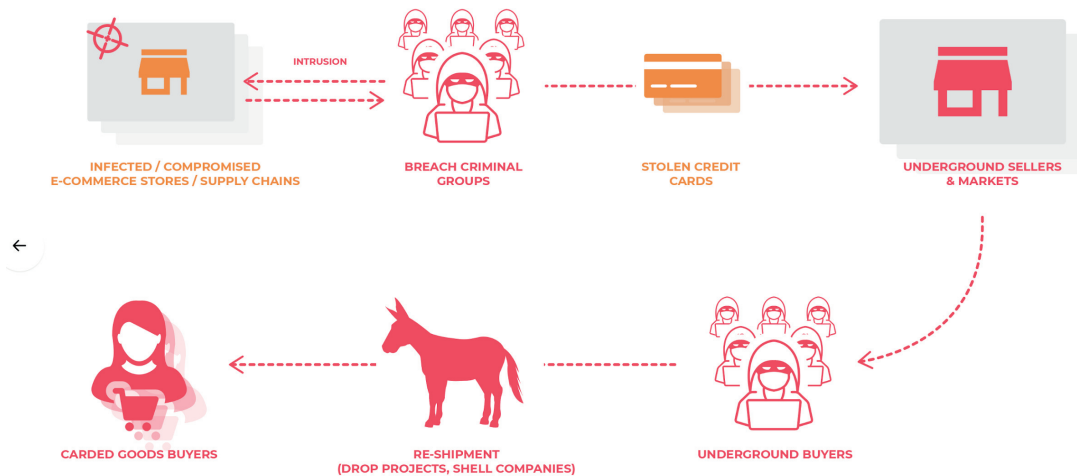 INTRUSION
INFECTED / COMPROMISED
E-COMMERCE STORES / SUPPLY CHAINS
BREACH CRIMINAL
GROUPS
STOLEN CREDIT
CARDS
UNDERGROUND SELLERS
& MARKETS
CARDED GOODS BUYERS
RE-SHIPMENT
(DROP PROJECTS, SHELL COMPANIES)
UNDERGROUND BUYERS